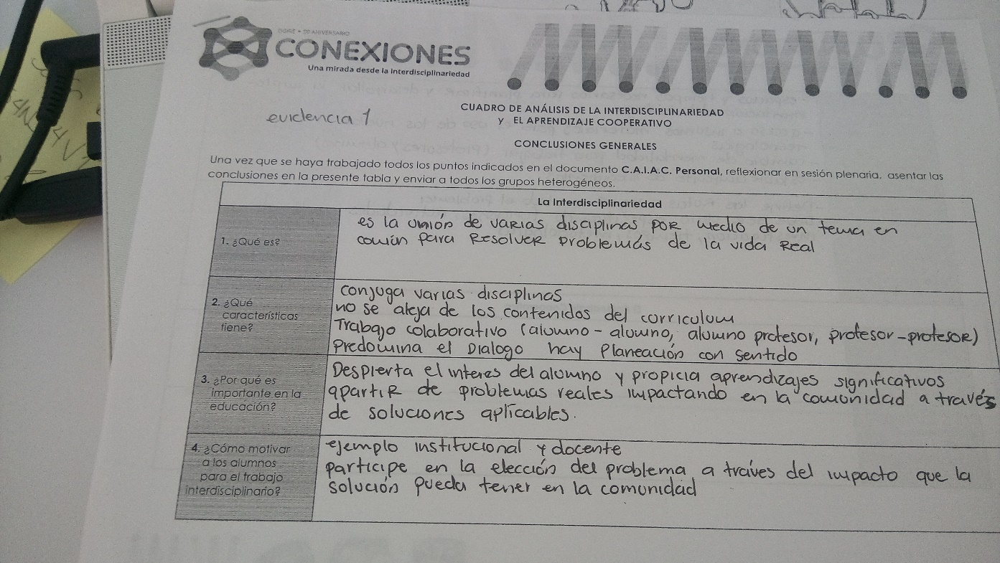 DGIRE • 50 ANIVERSARIO
CONEXIONES
Una mirada desde la interdisciplinariedad
evidencia 1
CUADRO DE ANÁLISIS DE LA INTERDISCIPLINARIEDAD
y EL APRENDIZAJE COOPERATIVO
CONCLUSIONES GENERALES
Una vez que se haya trabajado todos los puntos indicados en el documento C.A.I.A.C. Personal, reflexionar en sesión plenaria, asentar las
conclusiones en la presente tabla y enviar a todos los grupos heterogéneos.
La Interdisciplinariedad
1. ¿Qué es?
es la unión de varias disciplinas por medio de un tema en
común para Resolver problemás de la vida Real
2. ¿Qué
características
tiene?
conjuga varias disciplinas
no se aleja de los contenidos del curriculum
Trabajo colaborativo (alumno - alumno, alumno profesor, profesor-profesor)
Predomina el Dialogo hay Planeación con sentido
3. ¿Por qué es
importante en la
educación?
Despierta el interes del alumno y propicia aprendizajes significativos
apartir de problemas reales impactando en la comunidad a través
de soluciones aplicables.
4. ¿Cómo motivar
a los alumnos
para el trabajo
interdisciplinario?
ejemplo institucional y docente
participe en la elección del problema a través del impacto que la
solución pueda tener en la comunidad